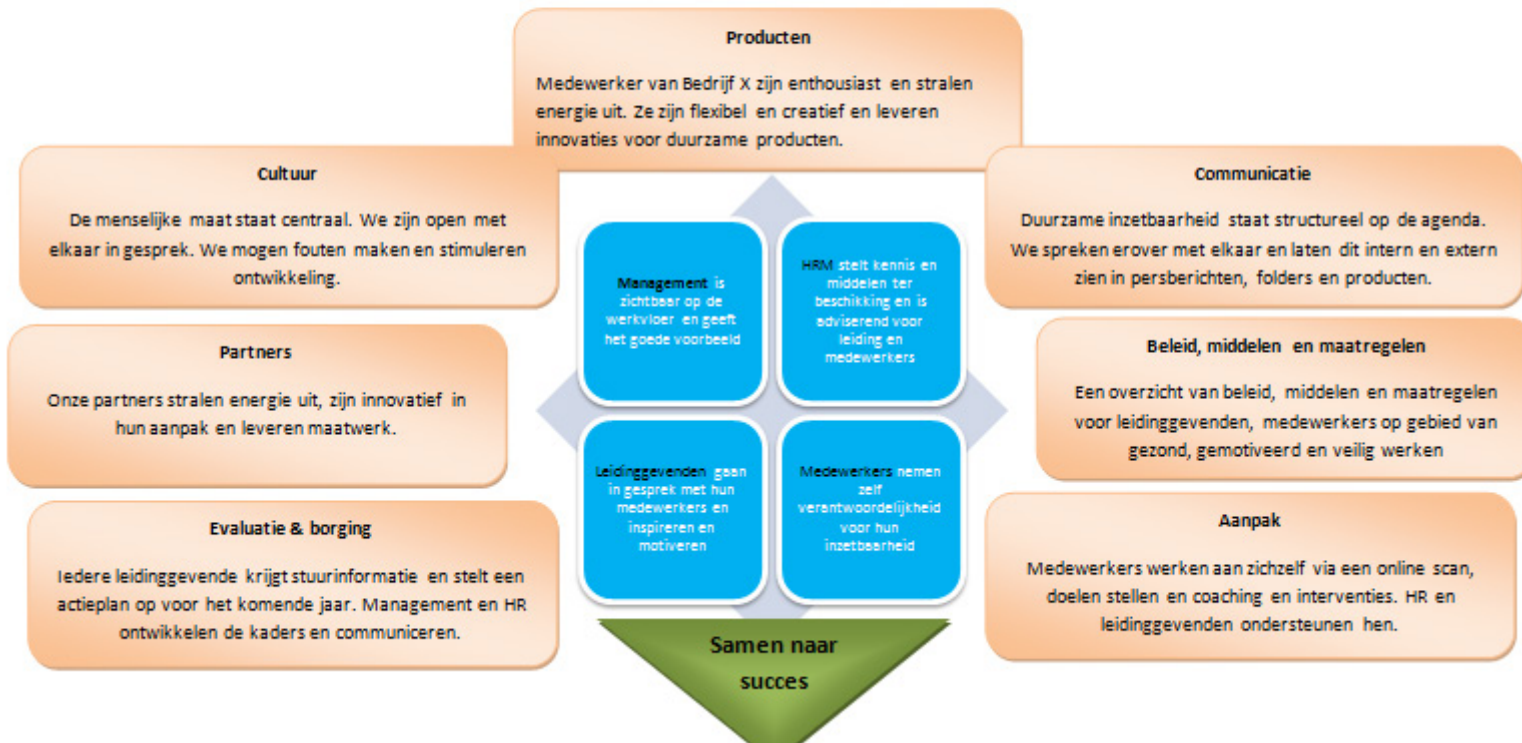 Producten
Medewerker van Bedrijf X zijn enthousiast en stralen
energie uit. Ze zijn flexibel en creatief en leveren
innovaties voor duurzame producten.
Cultuur
De menselijke maat staat centraal. We zijn open met
elkaar in gesprek. We mogen fouten maken en stimuleren
ontwikkeling.
Communicatie
Duurzame inzetbaarheid staat structureel op de agenda.
We spreken erover met elkaar en laten dit intern en extern
zien in persberichten, folders en producten.
Management is
zichtbaar op de
werkvloer en geeft
het goede voorbeeld
HRM stelt kennis en
middelen ter
beschikking en is
adviserend voor
leiding en
medewerkers
Partners
Onze partners stralen energie uit, zijn innovatief in
hun aanpak en leveren maatwerk.
Beleid, middelen en maatregelen
Een overzicht van beleid, middelen en maatregelen
voor leidinggevenden, medewerkers op gebied van
gezond, gemotiveerd en veilig werken
Leidinggevenden gaan
in gesprek met hun
medewerkers en
inspireren en
motiveren
Medewerkers nemen
zelf
verantwoordelijkheid
voor hun
inzetbaarheid
Evaluatie & borging
Iedere leidinggevende krijgt stuurinformatie en stelt een
actieplan op voor het komende jaar. Management en HR
ontwikkelen de kaders en communiceren.
Aanpak
Medewerkers werken aan zichzelf via een online scan,
doelen stellen en coaching en interventies. HR en
leidinggevenden ondersteunen hen.
Samen naar
succes